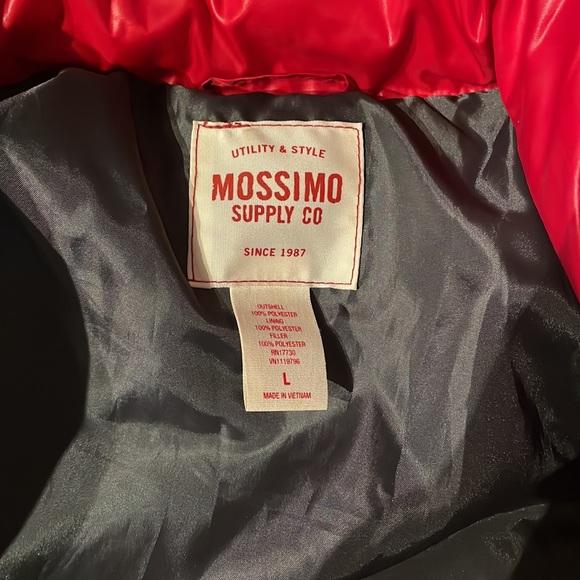 UTILITY & STYLE
MOSSIMO
SUPPLY CO
SINCE 1987
OUTSHELL
100% POLYESTER
LINING
100% POLYESTER
FILLER
100% POLYESTER
RN17730
VN1119796
L
MADE IN VIETNAM